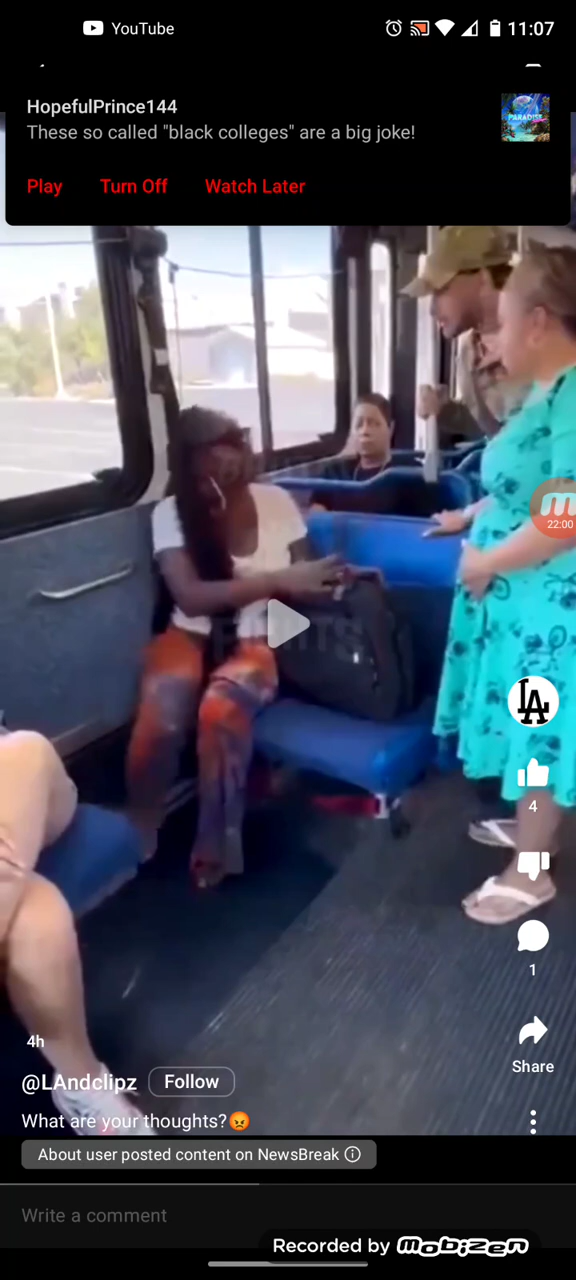 YouTube
11:07
HopefulPrince144
These so called "black colleges" are a big joke!
PARADISE
Play Turn Off Watch Later
22:00
LA
4
1
Share
4h
@LAndclipz Follow
What are your thoughts?😡
About user posted content on NewsBreak
Write a comment
Recorded by mobizen